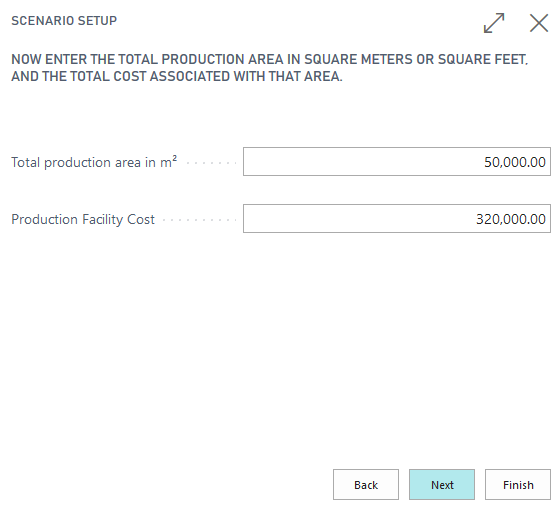 SCENARIO SETUP
NOW ENTER THE TOTAL PRODUCTION AREA IN SQUARE METERS OR SQUARE FEET,
AND THE TOTAL COST ASSOCIATED WITH THAT AREA.
Total production area in m² 50,000.00
Production Facility Cost 320,000.00
Back Next Finish